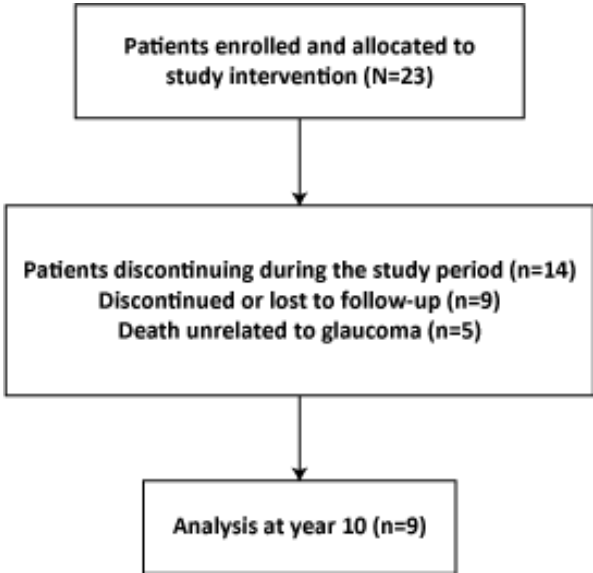 Patients enrolled and allocated to
study intervention (N=23)
Patients discontinuing during the study period (n=14)
Discontinued or lost to follow-up (n=9)
Death unrelated to glaucoma (n=5)
Analysis at year 10 (n=9)